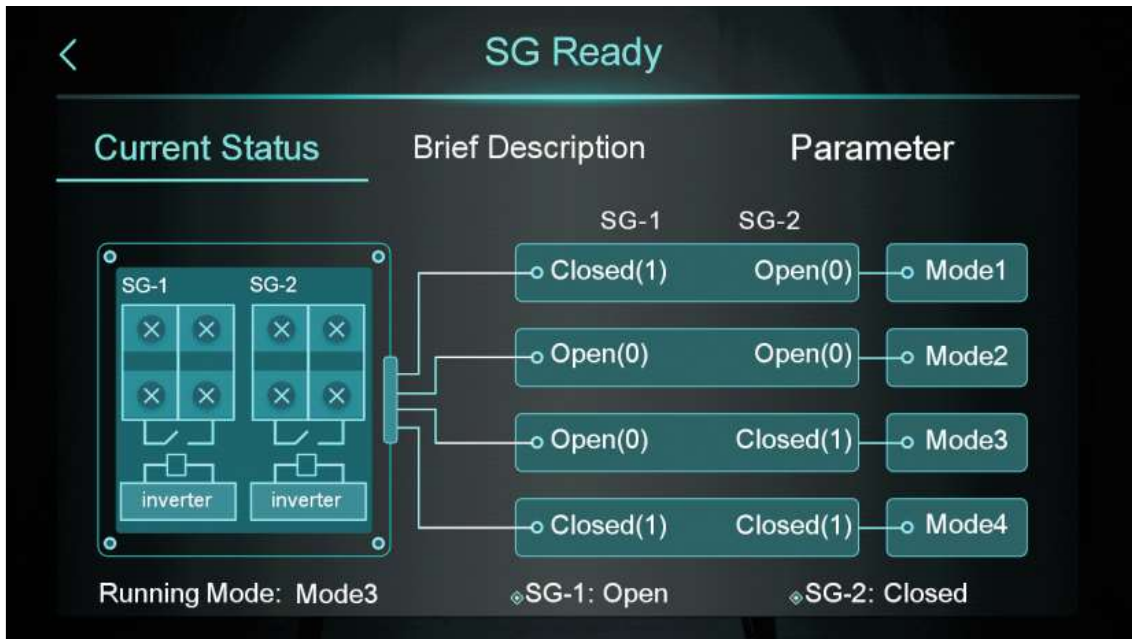 SG Ready
Current Status Brief Description Parameter
SG-1 SG-2
SG-1 SG-2
Closed(1) Open(0) Mode1
Open(0) Open(0) Mode2
Open(0) Closed(1) Mode3
inverter inverter
Closed(1) Closed(1) Mode4
Running Mode: Mode3 SG-1: Open SG-2: Closed